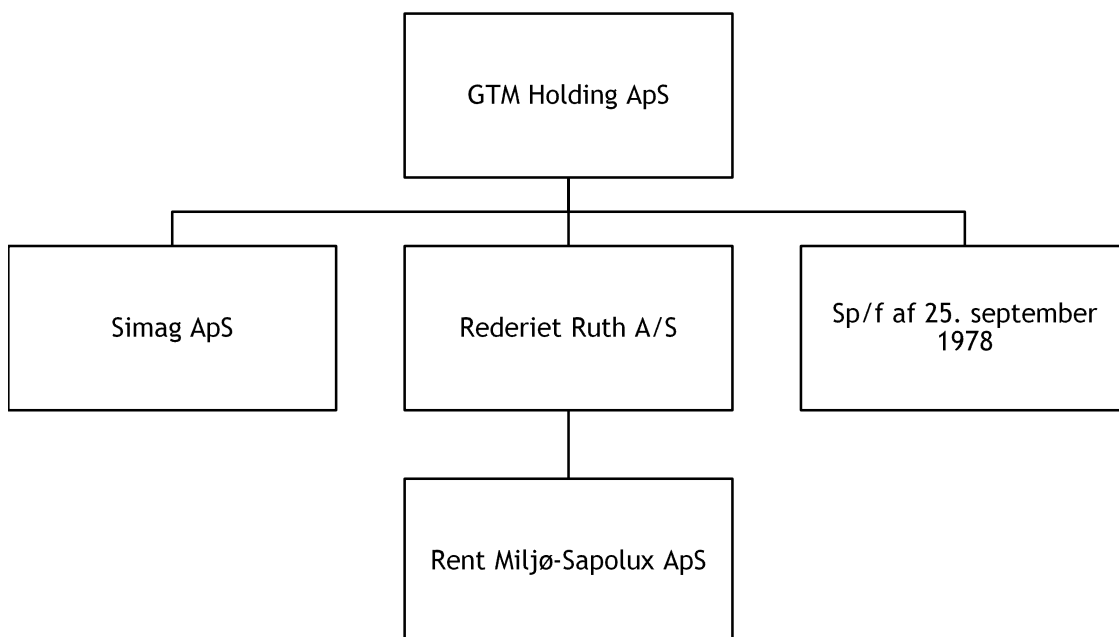 GTM Holding ApS
Simag ApS
Rederiet Ruth A/S
Sp/f af 25. september
1978
Rent Miljø-Sapolux ApS